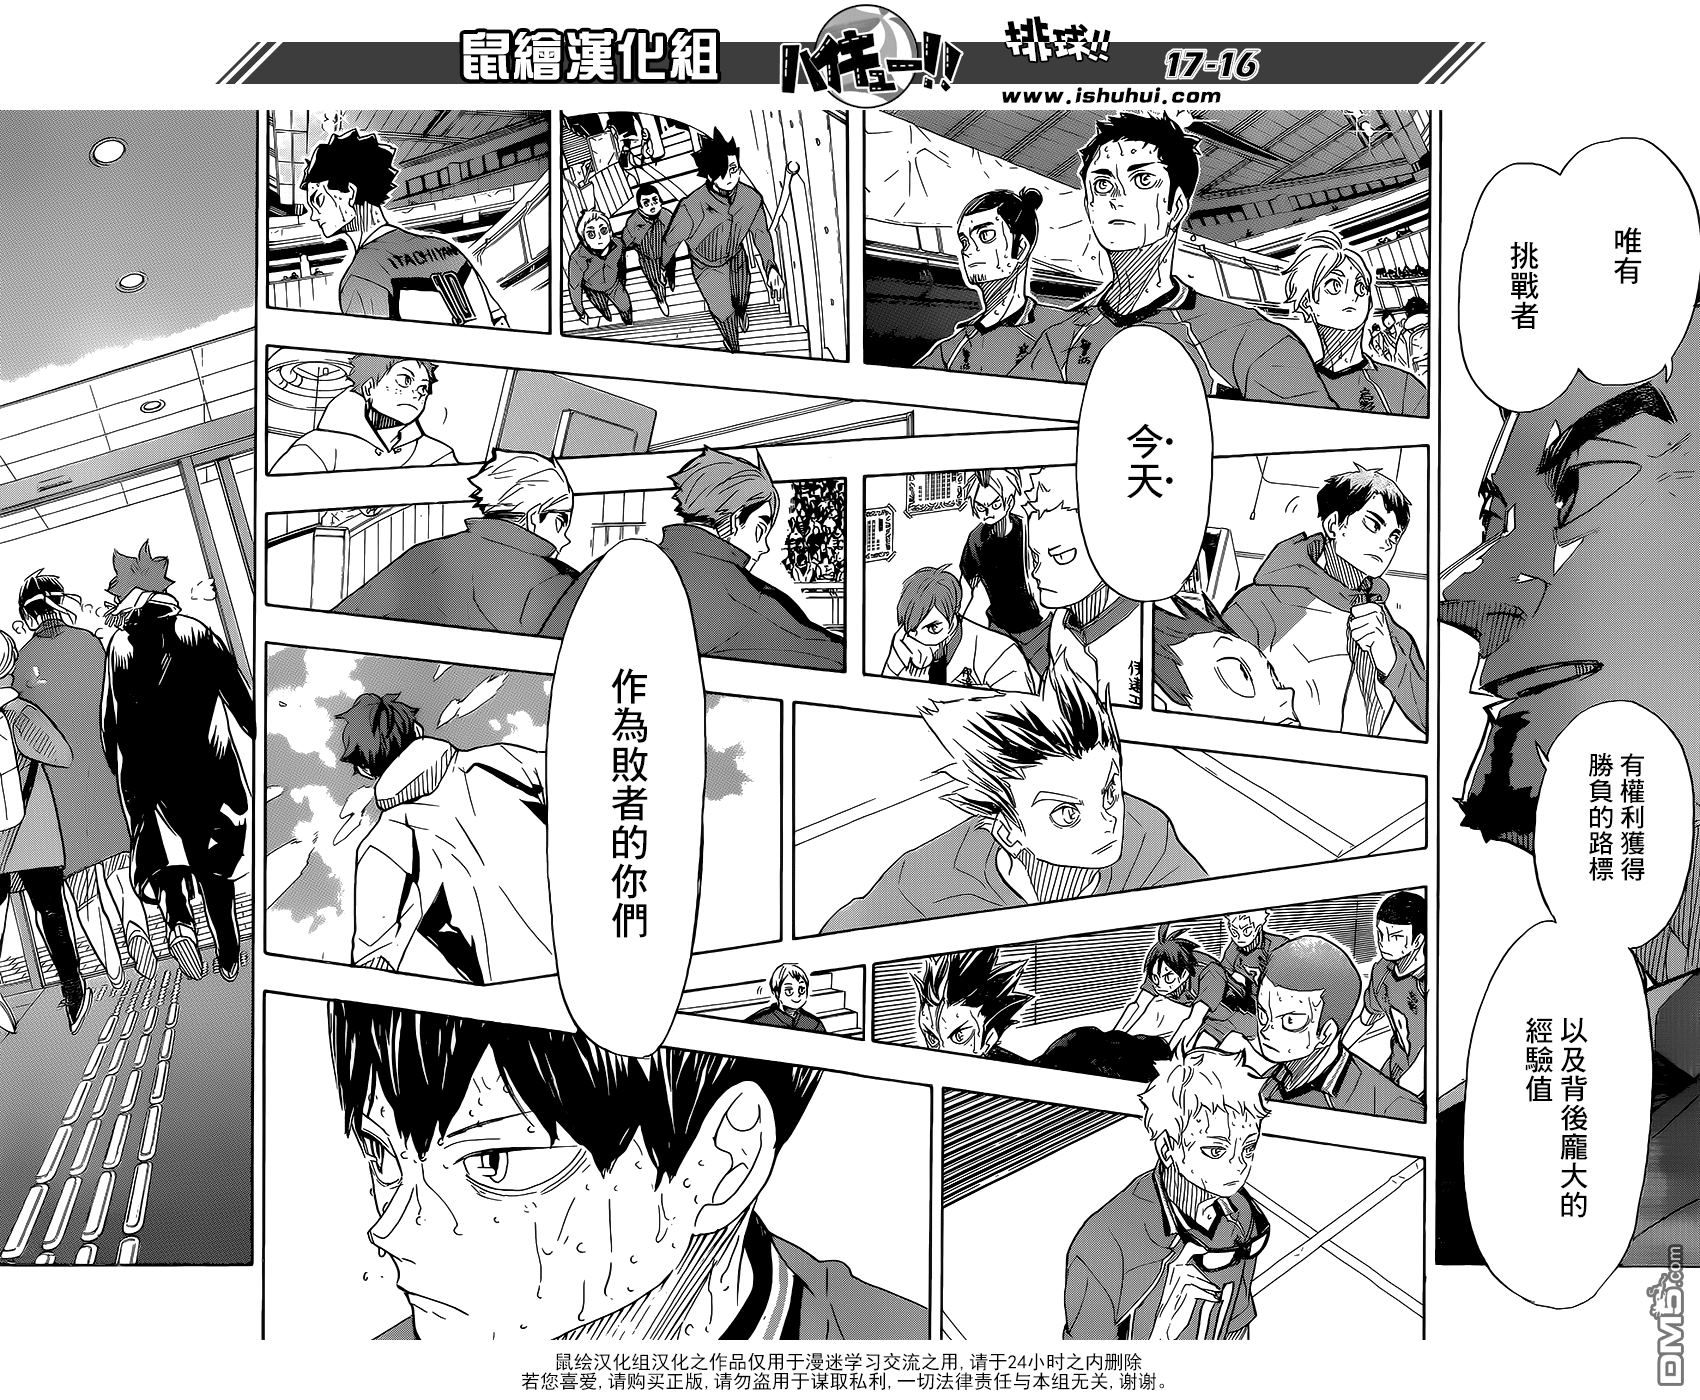 鼠繪漢化組
ハイキュー!!
排球!!
17-16
www.ishuhui.com
唯有
挑戰者
有權利獲得
勝負的路標
以及背後龐大的
經驗值
今天
作為敗者的你們
ITACHIYAMA
伊達工
鼠绘汉化组汉化之作品仅用于漫迷学习交流之用,请于24小时之内删除
若您喜爱,请购买正版,请勿盗用于谋取私利,一切法律责任与本组无关,谢谢。
DM5.com